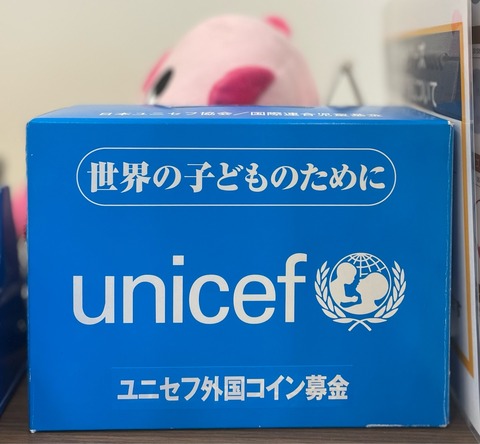 日本ユニセフ協会/国際連合児童基金
世界の子どものために
unicef
ユニセフ外国コイン募金